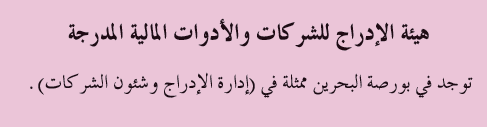 هيئة الإدراج للشركات والأدوات المالية المدرجة
توجد في بورصة البحرين ممثلة في (إدارة الإدراج وشئون الشركات) .